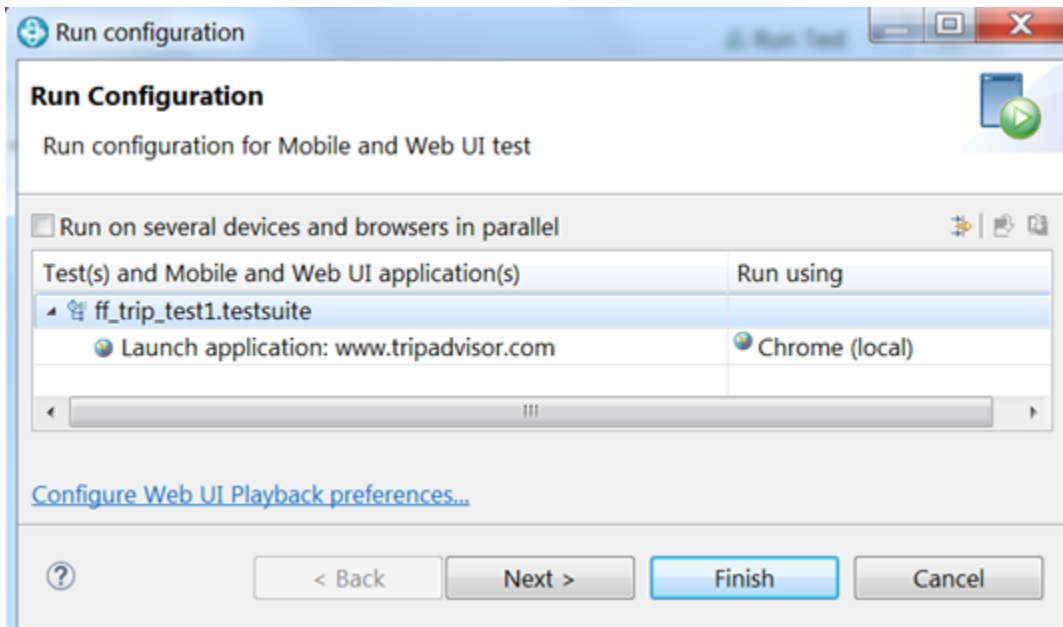 Run configuration
Run Test
Run Configuration
Run configuration for Mobile and Web UI test
Run on several devices and browsers in parallel
Test(s) and Mobile and Web UI application(s) Run using
ff_trip_test1.testsuite
Launch application: www.tripadvisor.com Chrome (local)
Configure Web UI Playback preferences...
? < Back Next > Finish Cancel